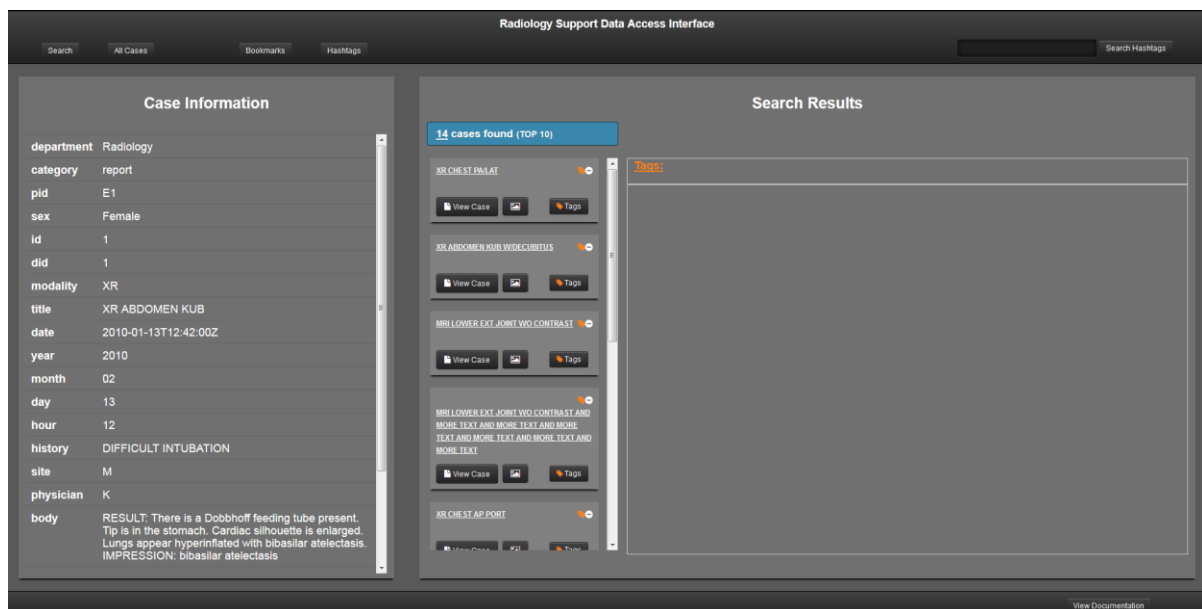 Radiology Support Data Access Interface
Search All Cases Bookmarks Hashtags Search Hashtags
Case Information
department Radiology
category report
pid E1
sex Female
id 1
did 1
modality XR
title XR ABDOMEN KUB
date 2010-01-13T12:42:00Z
year 2010
month 02
day 13
hour 12
history DIFFICULT INTUBATION
site M
physician K
body RESULT: There is a Dobbhoff feeding tube present.
Tip is in the stomach. Cardiac silhouette is enlarged.
Lungs appear hyperinflated with bibasilar atelectasis.
IMPRESSION: bibasilar atelectasis
Search Results
14 cases found (TOP 10)
XR CHEST PA/LAT
View Case Tags
XR ABDOMEN KUB W/DECUBITUS
View Case Tags
MRI LOWER EXT JOINT WO CONTRAST
View Case Tags
MRI LOWER EXT JOINT WO CONTRAST AND
MORE TEXT AND MORE TEXT AND MORE
TEXT AND MORE TEXT AND MORE TEXT AND
MORE TEXT
View Case Tags
XR CHEST AP PORT
View Case Tags
Tags:
View Documentation